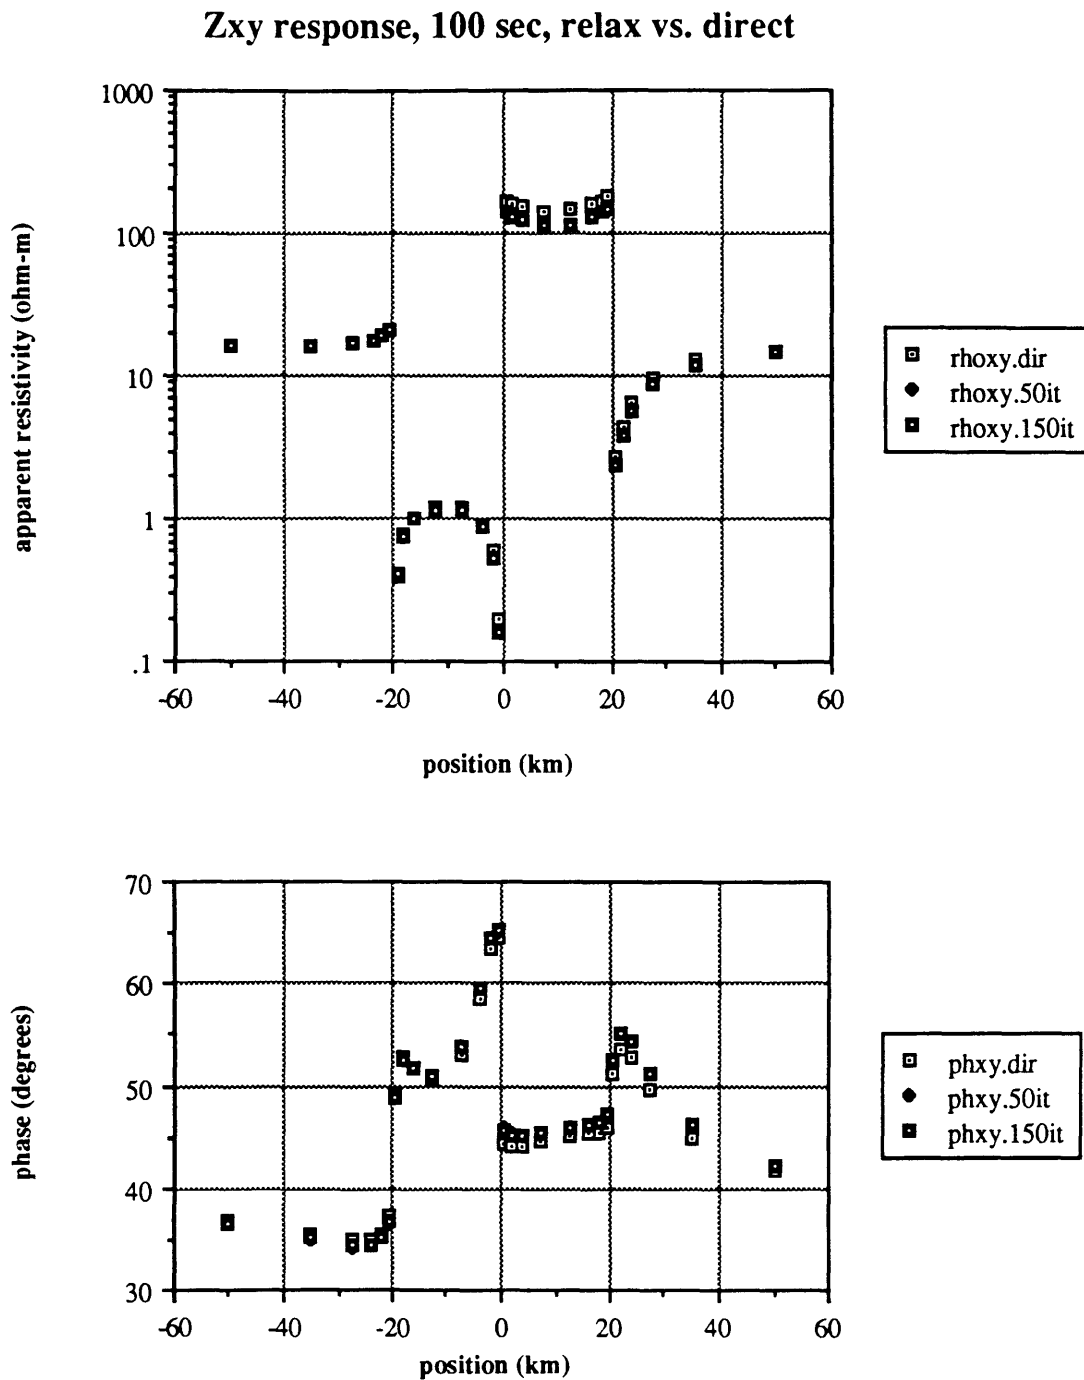 Zxy response, 100 sec, relax vs. direct
1000
100
10
1
.1
-60 -40 -20 0 20 40 60
apparent resistivity (ohm-m)
position (km)
rhoxy.dir
rhoxy.50it
rhoxy.150it
70
60
50
40
30
-60 -40 -20 0 20 40 60
phase (degrees)
position (km)
phxy.dir
phxy.50it
phxy.150it